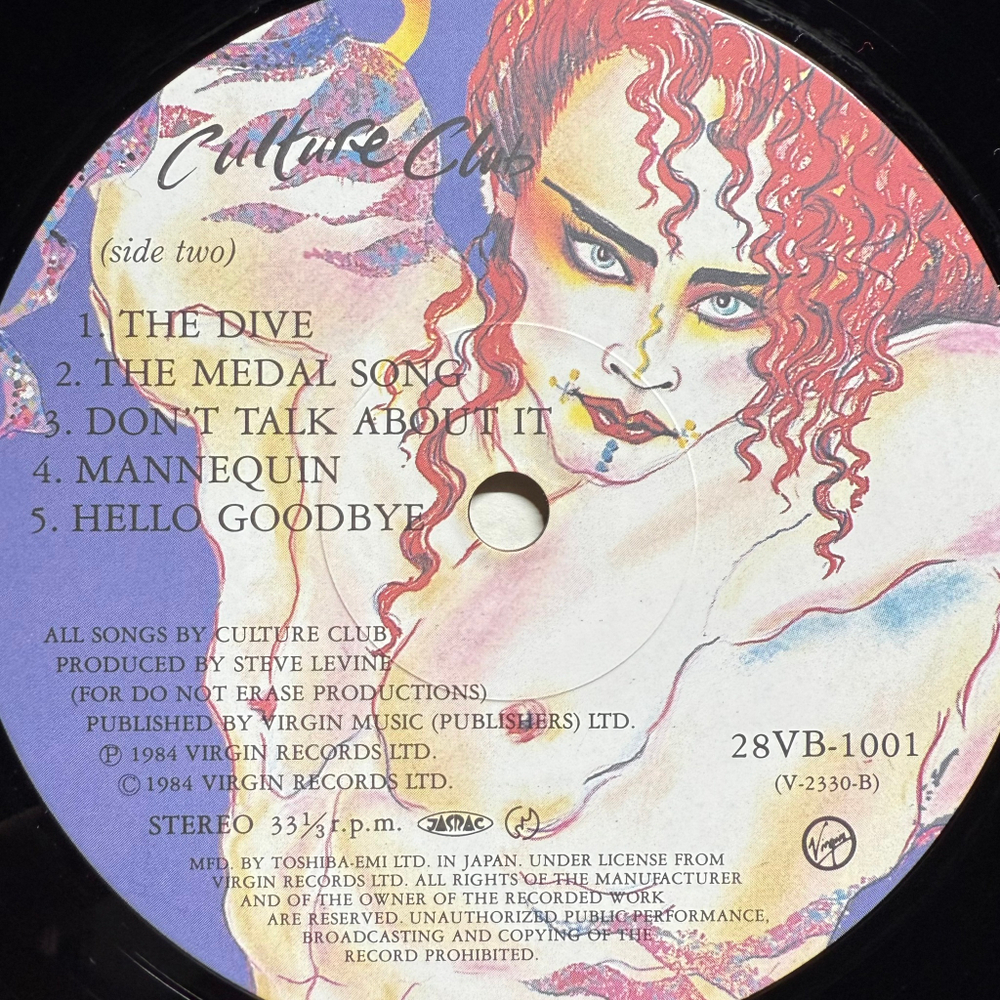 Culture Club
(side two)
1. THE DIVE
2. THE MEDAL SONG
3. DON'T TALK ABOUT IT
4. MANNEQUIN
5. HELLO GOODBYE
ALL SONGS BY CULTURE CLUB
PRODUCED BY STEVE LEVINE
(FOR DO NOT ERASE PRODUCTIONS)
PUBLISHED BY VIRGIN MUSIC (PUBLISHERS) LTD.
℗ 1984 VIRGIN RECORDS LTD.
© 1984 VIRGIN RECORDS LTD.
28VB-1001
(V-2330-B)
STEREO 33 1/3 r.p.m. JASRAC
Virgin
MFD. BY TOSHIBA-EMI LTD. IN JAPAN. UNDER LICENSE FROM
VIRGIN RECORDS LTD. ALL RIGHTS OF THE MANUFACTURER
AND OF THE OWNER OF THE RECORDED WORK
ARE RESERVED. UNAUTHORIZED PUBLIC PERFORMANCE,
BROADCASTING AND COPYING OF THE
RECORD PROHIBITED.